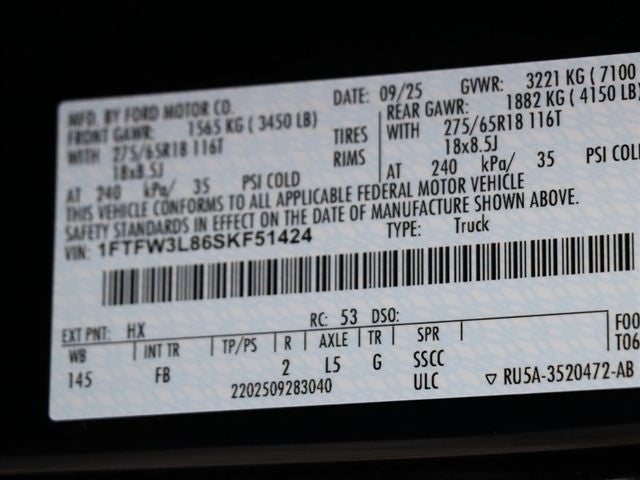 MFD. BY FORD MOTOR CO. DATE: 09/25 GVWR: 3221 KG ( 7100
FRONT GAWR: 1565 KG ( 3450 LB) REAR GAWR: 1882 KG ( 4150 LB)
WITH 275/65R18 116T TIRES WITH 275/65R18 116T
18x8.5J RIMS 18x8.5J
AT 240 kPa/ 35 PSI COLD AT 240 kPa/ 35 PSI COL
THIS VEHICLE CONFORMS TO ALL APPLICABLE FEDERAL MOTOR VEHICLE
SAFETY STANDARDS IN EFFECT ON THE DATE OF MANUFACTURE SHOWN ABOVE.
VIN: 1FTFW3L86SKF51424 TYPE: Truck
EXT PNT: HX RC: 53 DSO:
WB INT TR TP/PS R AXLE TR SPR F00
145 FB 2 L5 G SSCC T06
2202509283040 ULC RU5A-3520472-AB